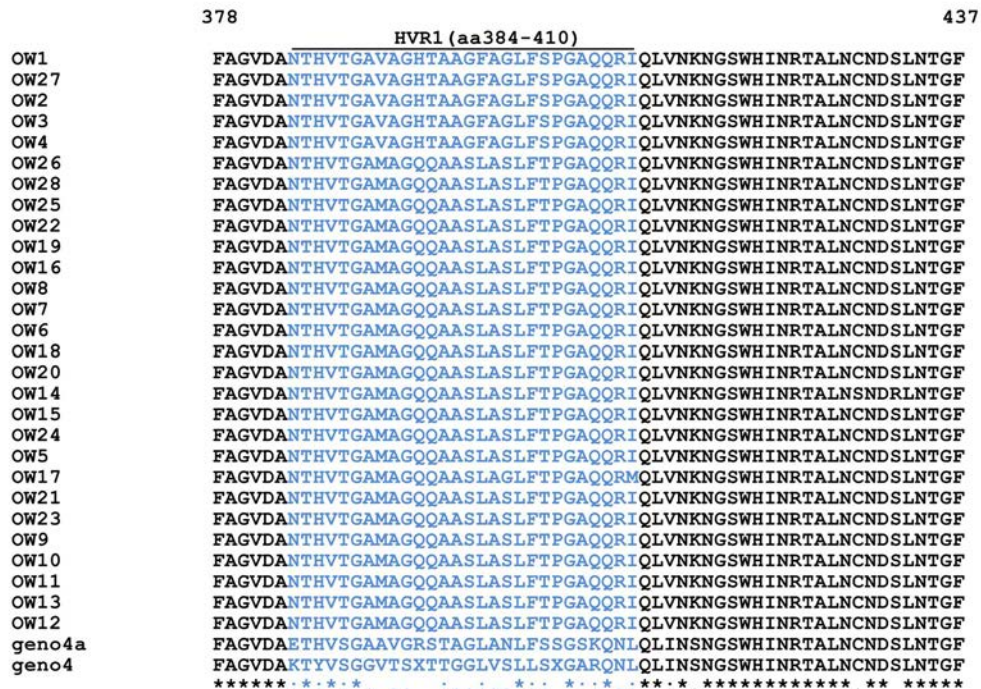 378 437
HVR1(aa384-410)
OW1 FAGVDANTHVTGAVAGHTAAGFAGLFSPGAQQRIQLVNKNGSWHINRTALNCNDSLNTGF
OW27 FAGVDANTHVTGAVAGHTAAGFAGLFSPGAQQRIQLVNKNGSWHINRTALNCNDSLNTGF
OW2 FAGVDANTHVTGAVAGHTAAGFAGLFSPGAQQRIQLVNKNGSWHINRTALNCNDSLNTGF
OW3 FAGVDANTHVTGAVAGHTAAGFAGLFSPGAQQRIQLVNKNGSWHINRTALNCNDSLNTGF
OW4 FAGVDANTHVTGAVAGHTAAGFAGLFSPGAQQRIQLVNKNGSWHINRTALNCNDSLNTGF
OW26 FAGVDANTHVTGAMAGQQAASLASLFTPGAQQRIQLVNKNGSWHINRTALNCNDSLNTGF
OW28 FAGVDANTHVTGAMAGQQAASLASLFTPGAQQRIQLVNKNGSWHINRTALNCNDSLNTGF
OW25 FAGVDANTHVTGAMAGQQAASLASLFTPGAQQRIQLVNKNGSWHINRTALNCNDSLNTGF
OW22 FAGVDANTHVTGAMAGQQAASLASLFTPGAQQRIQLVNKNGSWHINRTALNCNDSLNTGF
OW19 FAGVDANTHVTGAMAGQQAASLASLFTPGAQQRIQLVNKNGSWHINRTALNCNDSLNTGF
OW16 FAGVDANTHVTGAMAGQQAASLASLFTPGAQQRIQLVNKNGSWHINRTALNCNDSLNTGF
OW8 FAGVDANTHVTGAMAGQQAASLASLFTPGAQQRIQLVNKNGSWHINRTALNCNDSLNTGF
OW7 FAGVDANTHVTGAMAGQQAASLASLFTPGAQQRIQLVNKNGSWHINRTALNCNDSLNTGF
OW6 FAGVDANTHVTGAMAGQQAASLASLFTPGAQQRIQLVNKNGSWHINRTALNCNDSLNTGF
OW18 FAGVDANTHVTGAMAGQQAASLASLFTPGAQQRIQLVNKNGSWHINRTALNCNDSLNTGF
OW20 FAGVDANTHVTGAMAGQQAASLASLFTPGAQQRIQLVNKNGSWHINRTALNCNDSLNTGF
OW14 FAGVDANTHVTGAMAGQQAASLASLFTPGAQQRIQLVNKNGSWHINRTALNSNDRLNTGF
OW15 FAGVDANTHVTGAMAGQQAASLASLFTPGAQQRIQLVNKNGSWHINRTALNCNDSLNTGF
OW24 FAGVDANTHVTGAMAGQQAASLASLFTPGAQQRIQLVNKNGSWHINRTALNCNDSLNTGF
OW5 FAGVDANTHVTGAMAGQQAASLASLFTPGAQQRIQLVNKNGSWHINRTALNCNDSLNTGF
OW17 FAGVDANTHVTGAMAGQQAASLAGLFTPGAQQRMQLVNKNGSWHINRTALNCNDSLNTGF
OW21 FAGVDANTHVTGAMAGQQAASLASLFTPGAQQRIQLVNKNGSWHINRTALNCNDSLNTGF
OW23 FAGVDANTHVTGAMAGQQAASLASLFTPGAQQRIQLVNKNGSWHINRTALNCNDSLNTGF
OW9 FAGVDANTHVTGAMAGQQAASLASLFTPGAQQRIQLVNKNGSWHINRTALNCNDSLNTGF
OW10 FAGVDANTHVTGAMAGQQAASLASLFTPGAQQRIQLVNKNGSWHINRTALNCNDSLNTGF
OW11 FAGVDANTHVTGAMAGQQAASLASLFTPGAQQRIQLVNKNGSWHINRTALNCNDSLNTGF
OW13 FAGVDANTHVTGAMAGQQAASLASLFTPGAQQRIQLVNKNGSWHINRTALNCNDSLNTGF
OW12 FAGVDANTHVTGAMAGQQAASLASLFTPGAQQRIQLVNKNGSWHINRTALNCNDSLNTGF
geno4a FAGVDAETHVSGAAVGRSTAGLANLFSSGSKQNLQLINSNGSWHINRTALNCNDSLNTGF
geno4 FAGVDAKTYVSGGVTSXTTGGLVSLLSXGARQNLQLINSNGSWHINRTALNCNDSLNTGF